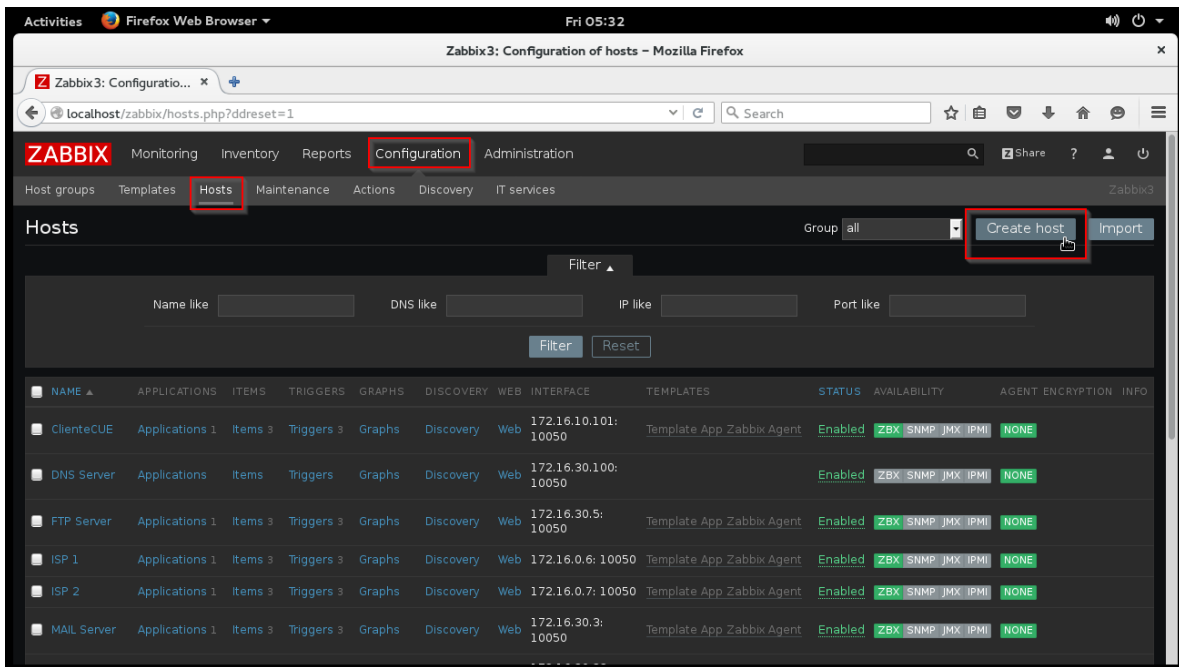 Activities Firefox Web Browser Fri 05:32
Zabbix3: Configuration of hosts – Mozilla Firefox ×
Z Zabbix3: Configuratio... ×
localhost/zabbix/hosts.php?ddreset=1 Search
ZABBIX Monitoring Inventory Reports Configuration Administration Z Share ?
Host groups Templates Hosts Maintenance Actions Discovery IT services Zabbix3
Hosts Group all Create host Import
Filter
Name like DNS like IP like Port like
Filter Reset
NAME APPLICATIONS ITEMS TRIGGERS GRAPHS DISCOVERY WEB INTERFACE TEMPLATES STATUS AVAILABILITY AGENT ENCRYPTION INFO
ClienteCUE Applications 1 Items 3 Triggers 3 Graphs Discovery Web 172.16.10.101: 10050 Template App Zabbix Agent Enabled ZBX SNMP JMX IPMI NONE
DNS Server Applications Items Triggers Graphs Discovery Web 172.16.30.100: 10050 Enabled ZBX SNMP JMX IPMI NONE
FTP Server Applications 1 Items 3 Triggers 3 Graphs Discovery Web 172.16.30.5: 10050 Template App Zabbix Agent Enabled ZBX SNMP JMX IPMI NONE
ISP 1 Applications 1 Items 3 Triggers 3 Graphs Discovery Web 172.16.0.6: 10050 Template App Zabbix Agent Enabled ZBX SNMP JMX IPMI NONE
ISP 2 Applications 1 Items 3 Triggers 3 Graphs Discovery Web 172.16.0.7: 10050 Template App Zabbix Agent Enabled ZBX SNMP JMX IPMI NONE
MAIL Server Applications 1 Items 3 Triggers 3 Graphs Discovery Web 172.16.30.3: 10050 Template App Zabbix Agent Enabled ZBX SNMP JMX IPMI NONE